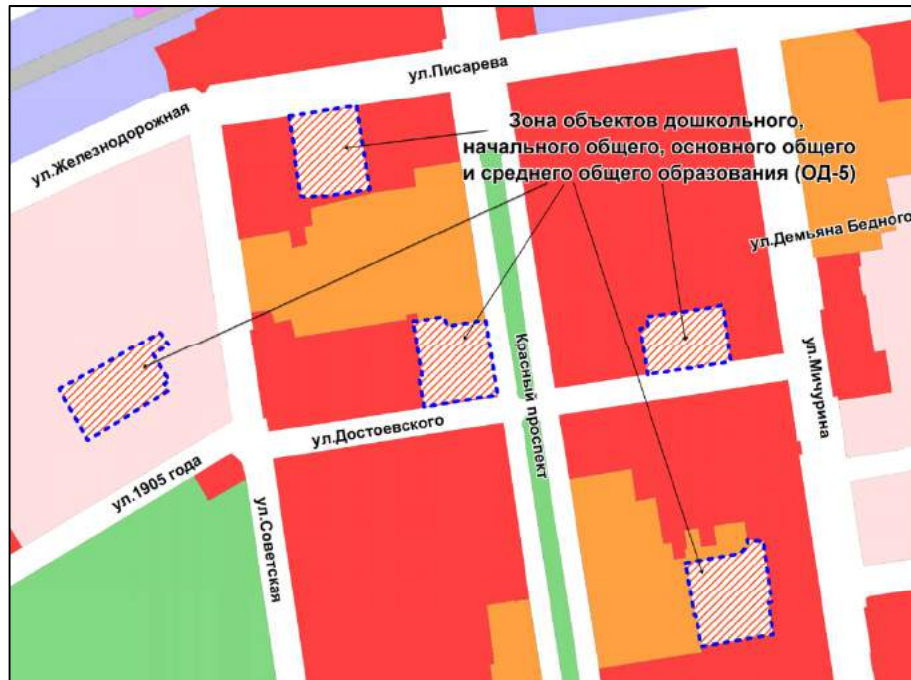 ул.Писарева
ул.Железнодорожная
Зона объектов дошкольного,
начального общего, основного общего
и среднего общего образования (ОД-5)
ул.Демьяна Бедного
Красный проспект
ул.Мичурина
ул.Достоевского
ул.1905 года
ул.Советская